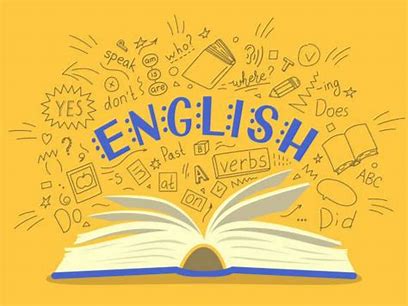 speak
am
is
are
who?
don't
where?
-ing
YES
Does
ENGLISH
Past
verbs
ABC
at
A
on
-S
Do
Did